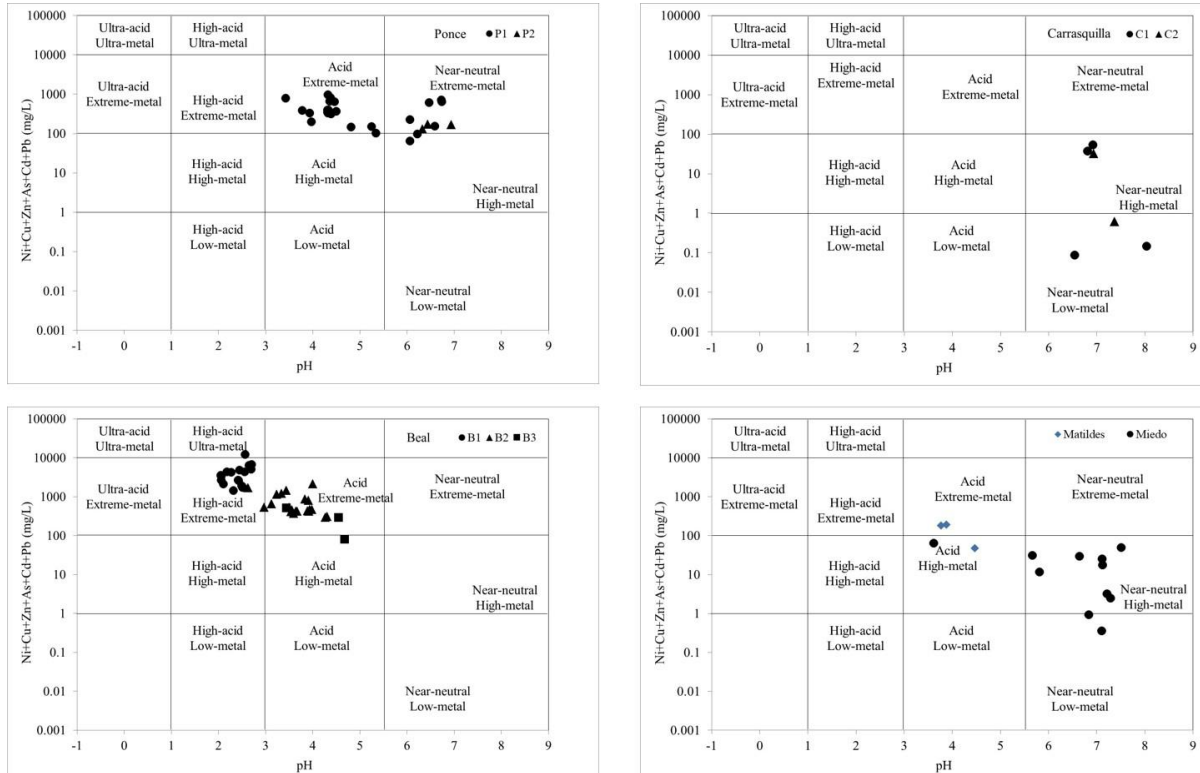 100000
10000
1000
100
10
1
0.1
0.01
0.001
Ni+Cu+Zn+As+Cd+Pb (mg/L)
Ultra-acid
Ultra-metal
High-acid
Ultra-metal
Ponce
P1
P2
Ultra-acid
Extreme-metal
High-acid
Extreme-metal
Acid
Extreme-metal
Near-neutral
Extreme-metal
High-acid
High-metal
Acid
High-metal
Near-neutral
High-metal
High-acid
Low-metal
Acid
Low-metal
Near-neutral
Low-metal
-1 0 1 2 3 4 5 6 7 8 9
pH
100000
10000
1000
100
10
1
0.1
0.01
0.001
Ni+Cu+Zn+As+Cd+Pb (mg/L)
Ultra-acid
Ultra-metal
High-acid
Ultra-metal
Carrasquilla
C1
C2
Ultra-acid
Extreme-metal
High-acid
Extreme-metal
Acid
Extreme-metal
Near-neutral
Extreme-metal
High-acid
High-metal
Acid
High-metal
Near-neutral
High-metal
High-acid
Low-metal
Acid
Low-metal
Near-neutral
Low-metal
-1 0 1 2 3 4 5 6 7 8 9
pH
100000
10000
1000
100
10
1
0.1
0.01
0.001
Ni+Cu+Zn+As+Cd+Pb (mg/L)
Ultra-acid
Ultra-metal
High-acid
Ultra-metal
Beal
B1
B2
B3
Ultra-acid
Extreme-metal
High-acid
Extreme-metal
Acid
Extreme-metal
Near-neutral
Extreme-metal
High-acid
High-metal
Acid
High-metal
Near-neutral
High-metal
High-acid
Low-metal
Acid
Low-metal
Near-neutral
Low-metal
-1 0 1 2 3 4 5 6 7 8 9
pH
100000
10000
1000
100
10
1
0.1
0.01
0.001
Ni+Cu+Zn+As+Cd+Pb (mg/L)
Ultra-acid
Ultra-metal
High-acid
Ultra-metal
Matildes
Miedo
Ultra-acid
Extreme-metal
High-acid
Extreme-metal
Acid
Extreme-metal
Near-neutral
Extreme-metal
High-acid
High-metal
Acid
High-metal
Near-neutral
High-metal
High-acid
Low-metal
Acid
Low-metal
Near-neutral
Low-metal
-1 0 1 2 3 4 5 6 7 8 9
pH